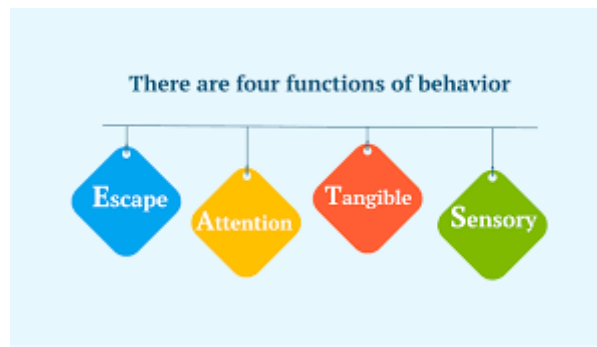 There are four functions of behavior
Escape
Attention
Tangible
Sensory